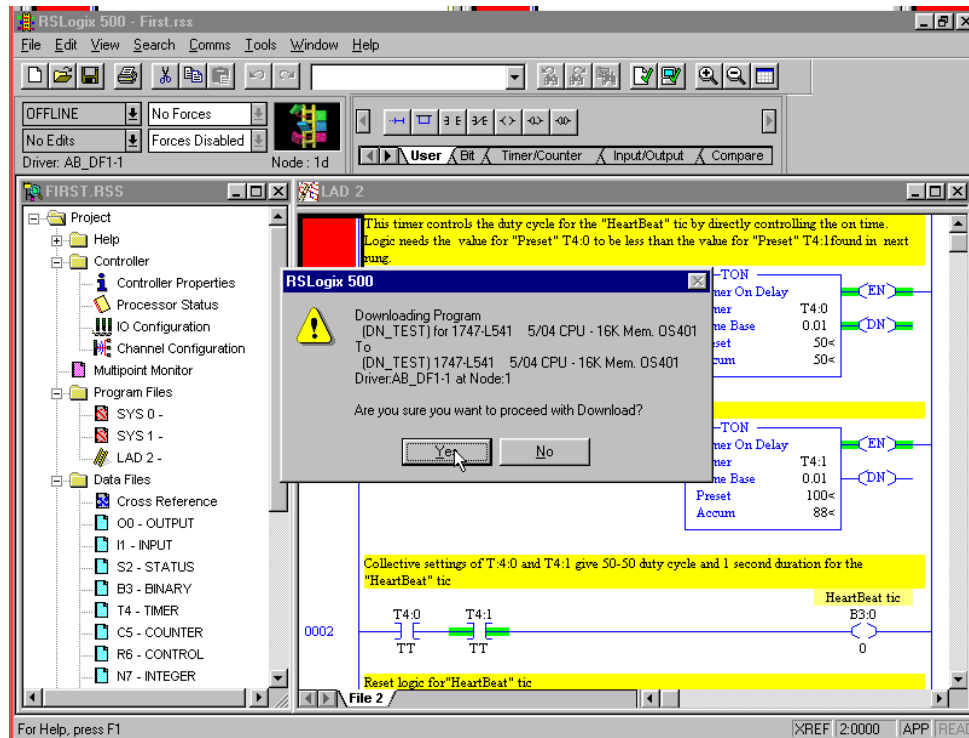 RSLogix 500 - First.rss
File Edit View Search Comms Tools Window Help
OFFLINE
No Forces
No Edits
Forces Disabled
Driver: AB_DF1-1
Node : 1d
User Bit Timer/Counter Input/Output Compare
FIRST.RSS
Project
Help
Controller
Controller Properties
Processor Status
IO Configuration
Channel Configuration
Multipoint Monitor
Program Files
SYS 0 -
SYS 1 -
LAD 2 -
Data Files
Cross Reference
O0 - OUTPUT
I1 - INPUT
S2 - STATUS
B3 - BINARY
T4 - TIMER
C5 - COUNTER
R6 - CONTROL
N7 - INTEGER
LAD 2
This timer controls the duty cycle for the "HeartBeat" tic by directly controlling the on time.
Logic needs the value for "Preset" T4:0 to be less than the value for "Preset" T4:1found in next
rung.
RSLogix 500
Downloading Program
(DN_TEST) for 1747-L541 5/04 CPU - 16K Mem. OS401
To
(DN_TEST) 1747-L541 5/04 CPU - 16K Mem. OS401
Driver:AB_DF1-1 at Node:1
Are you sure you want to proceed with Download?
Yes
No
TON
mer On Delay
EN
mer T4:0
me Base 0.01
DN
set 50<
cum 50<
TON
mer On Delay
EN
mer T4:1
me Base 0.01
DN
Preset 100<
Accum 88<
Collective settings of T:4:0 and T4:1 give 50-50 duty cycle and 1 second duration for the
"HeartBeat" tic
HeartBeat tic
T4:0 T4:1 B3:0
0002
TT TT 0
Reset logic for"HeartBeat" tic
File 2
For Help, press F1
XREF 2:0000 APP READ